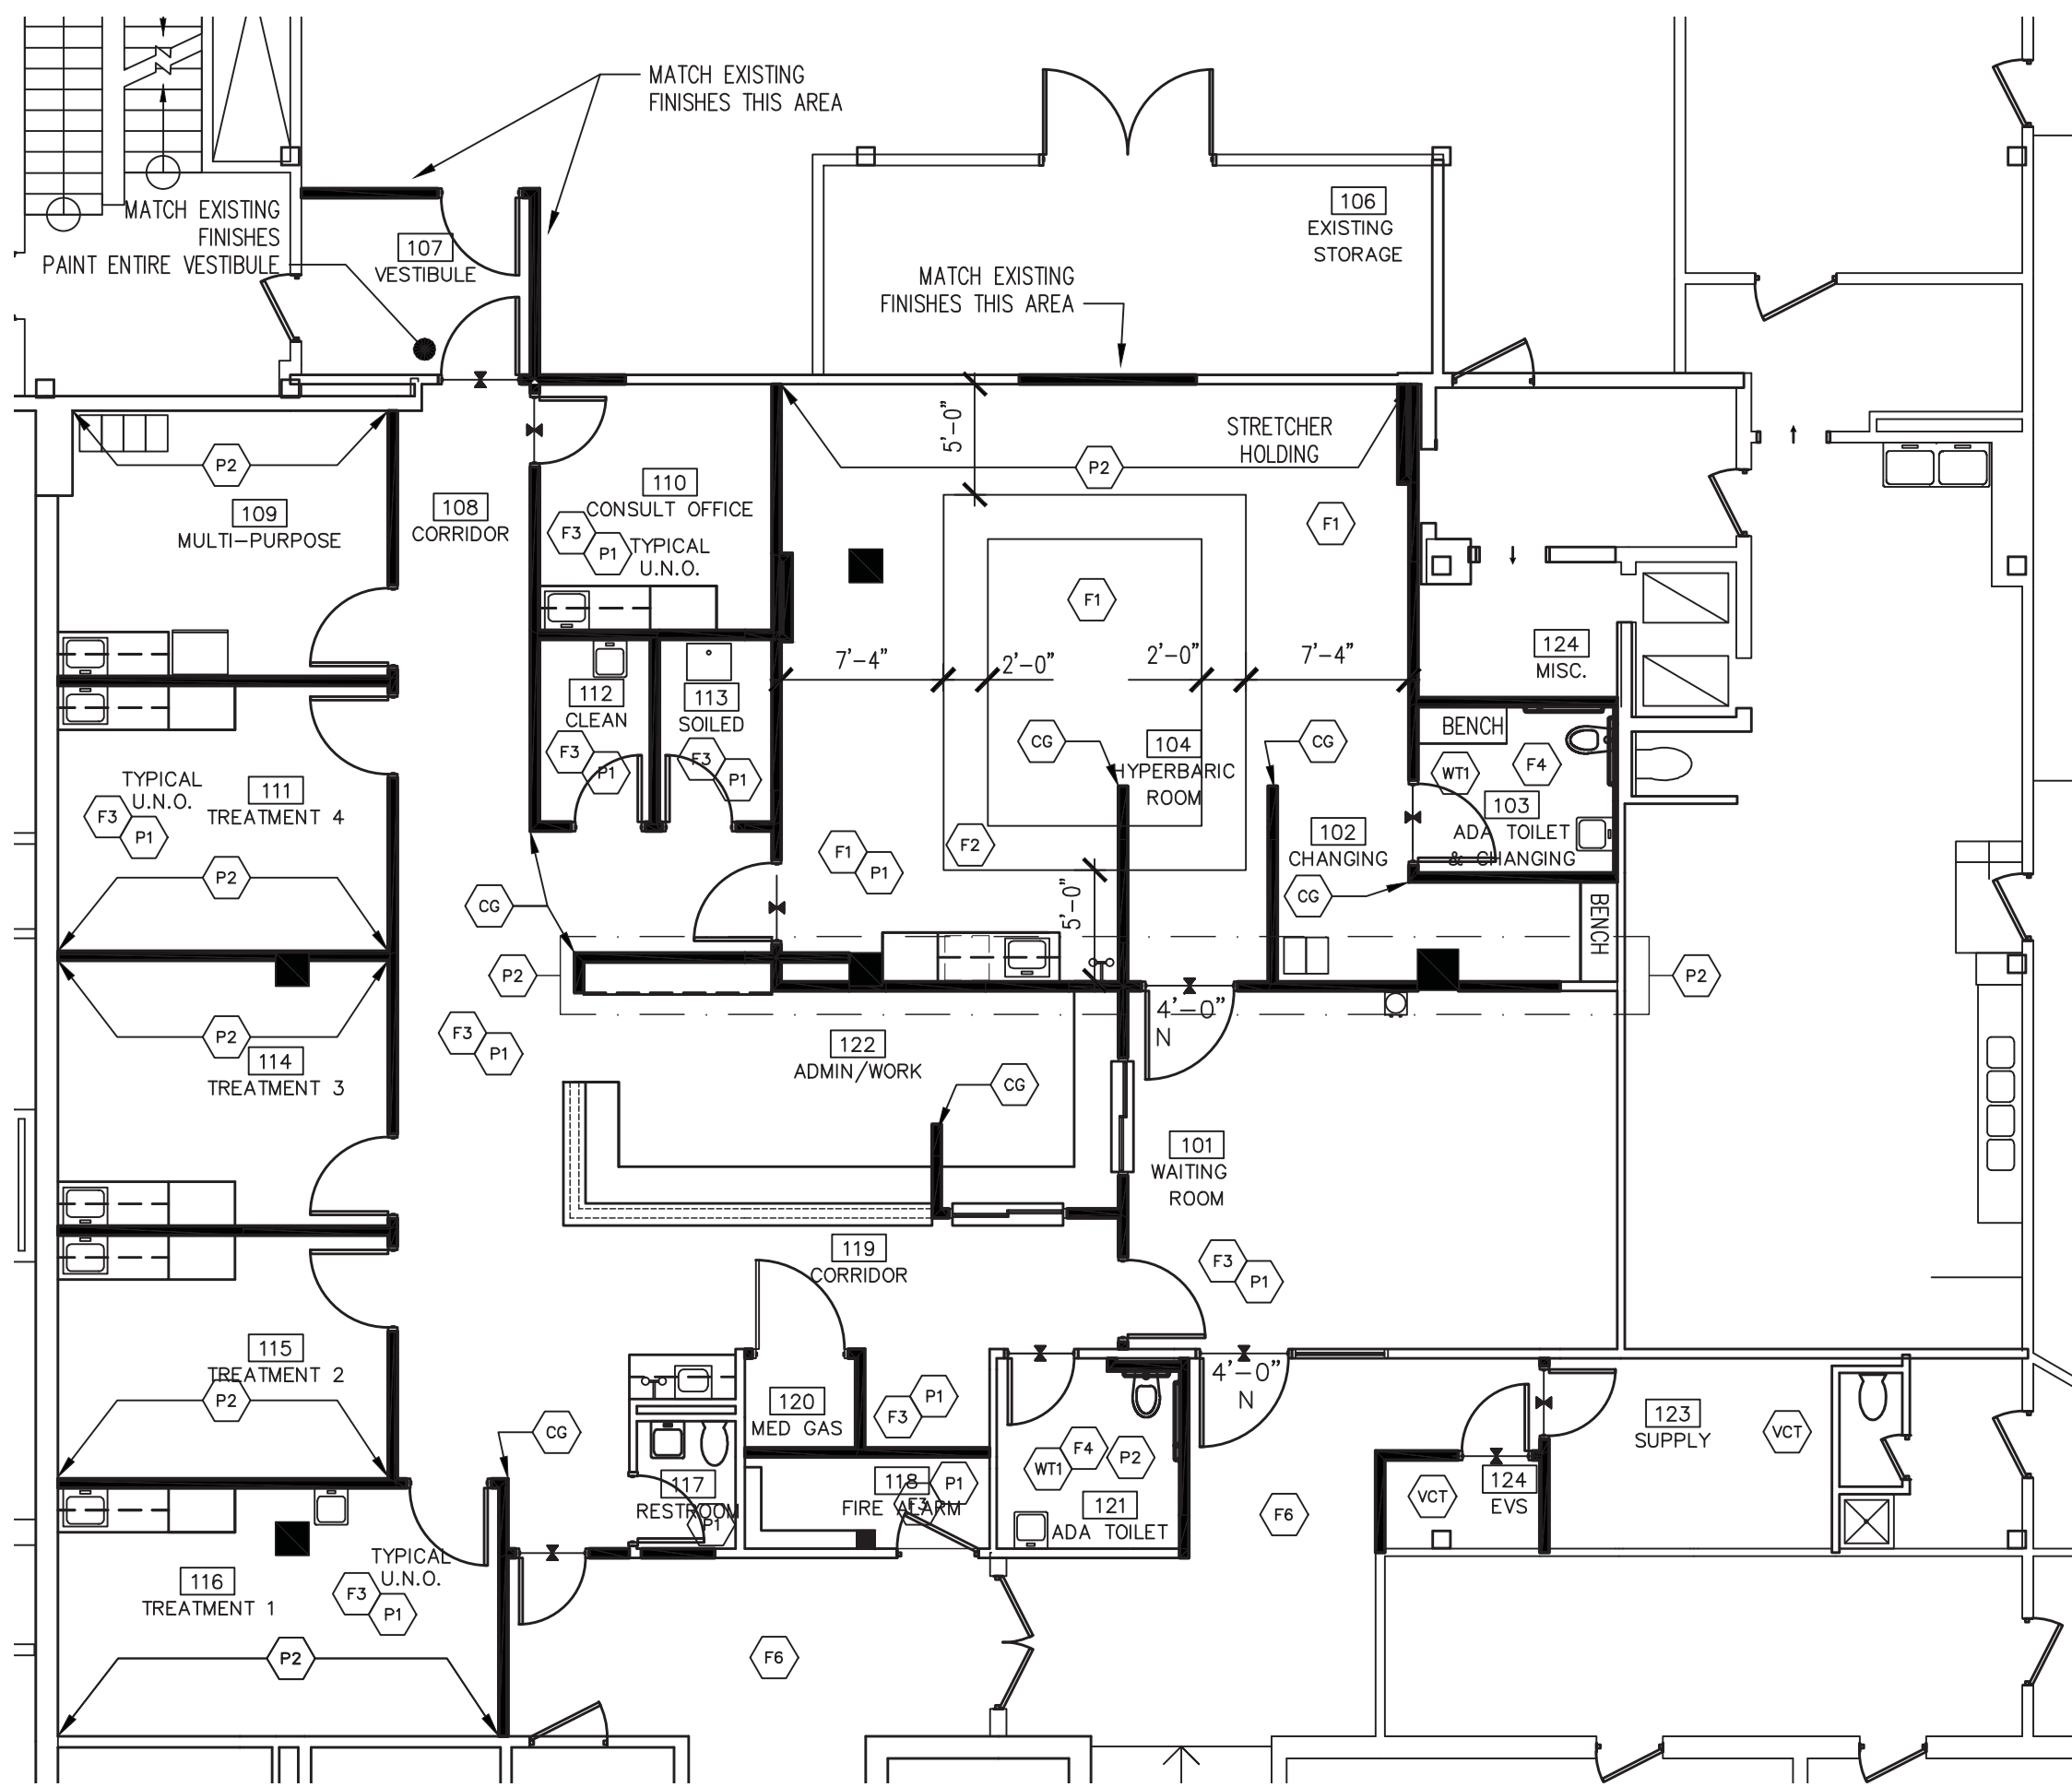 MATCH EXISTING
FINISHES THIS AREA
MATCH EXISTING
FINISHES
PAINT ENTIRE VESTIBULE
107
VESTIBULE
106
EXISTING
STORAGE
MATCH EXISTING
FINISHES THIS AREA
5'-0"
STRETCHER
HOLDING
P2
P2
109
MULTI-PURPOSE
108
CORRIDOR
110
CONSULT OFFICE
F3
P1
TYPICAL
U.N.O.
F1
F1
7'-4"
2'-0"
2'-0"
7'-4"
124
MISC.
112
CLEAN
F3
P1
113
SOILED
F3
P1
CG
104
HYPERBARIC
ROOM
CG
BENCH
WT1
F4
103
ADA TOILET
& CHANGING
TYPICAL
U.N.O.
F3
P1
111
TREATMENT 4
P2
F1
P1
F2
102
CHANGING
CG
CG
5'-0"
BENCH
P2
P2
P2
114
TREATMENT 3
F3
P1
4'-0"
N
122
ADMIN/WORK
CG
101
WAITING
ROOM
119
CORRIDOR
F3
P1
115
TREATMENT 2
P2
CG
120
MED GAS
F3
P1
4'-0"
N
WT1
F4
P2
121
ADA TOILET
117
RESTROOM
P1
118
FIRE ALARM
P1
F3
F6
VCT
124
EVS
123
SUPPLY
VCT
116
TREATMENT 1
TYPICAL
U.N.O.
F3
P1
P2
F6